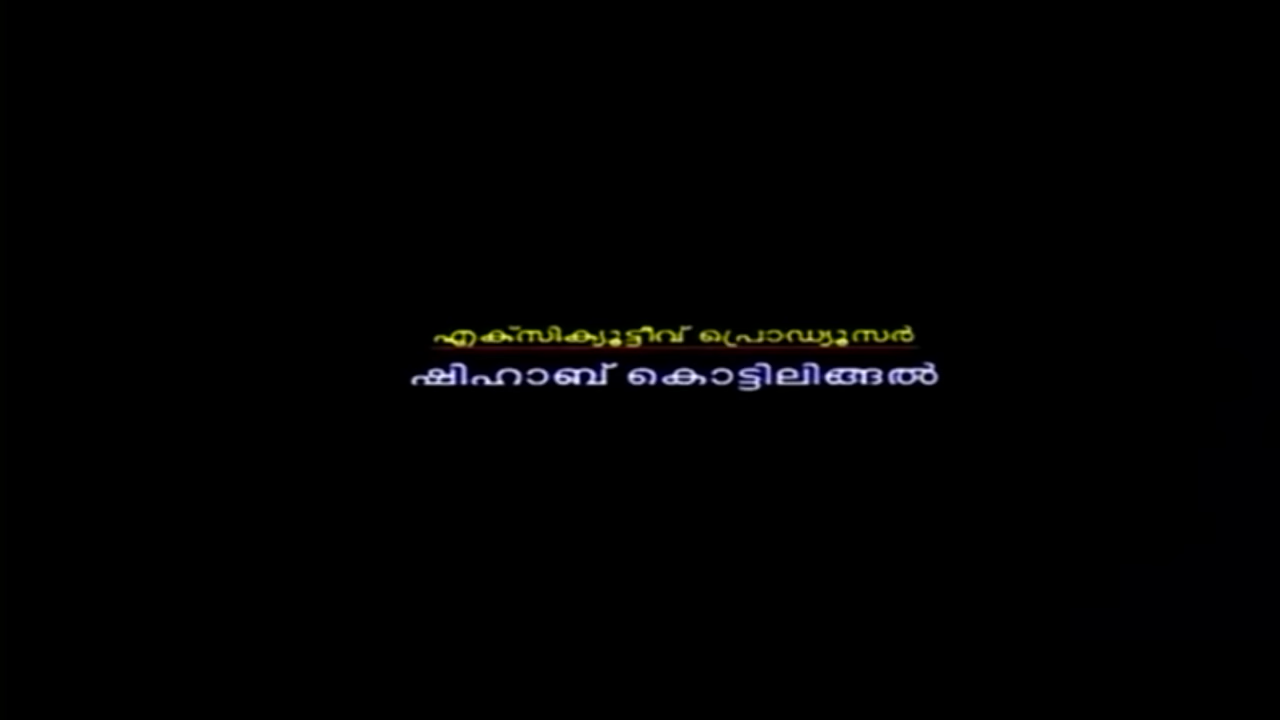 എക്സിക്യൂട്ടീവ് പ്രൊഡ്യൂസർ
ഷിഹാബ് കൊട്ടിലിങ്ങൽ